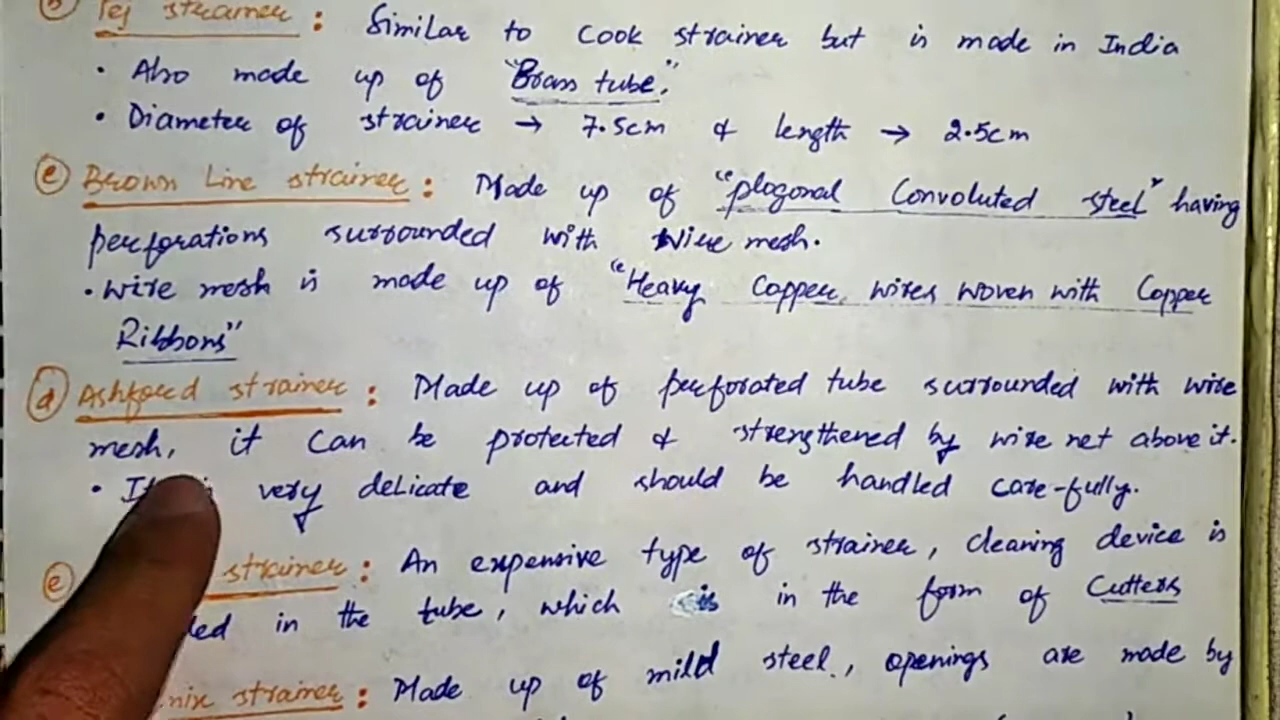 Tej strainer : Similar to Cook strainer but is made in India
• Also made up of "Brass tube."
• Diameter of strainer → 7.5cm & length → 2.5cm
(c) Brown Line strainer : Made up of "plogonal Convoluted steel" having
perforations surrounded with wire mesh.
• wire mesh is made up of "Heavy Copper wires woven with Copper
Ribbons"
(d) Ashford strainer : Made up of perforated tube surrounded with wire
mesh, it can be protected & strengthened by wire net above it.
• It very delicate and should be handled care-fully.
(e) strainer : An expensive type of strainer, cleaning device is
in the tube, which is in the form of Cutters
strainer : Made up of mild steel, openings are made by